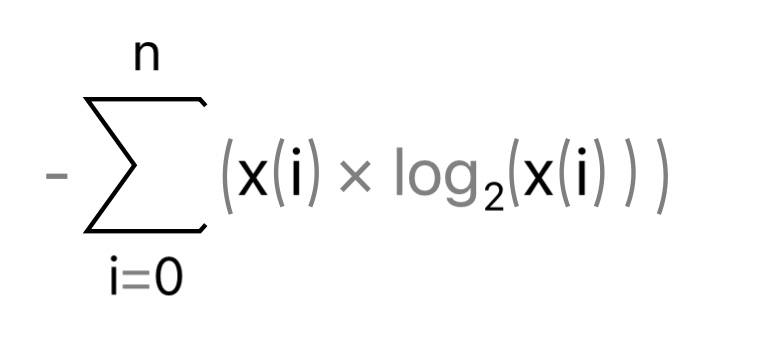 n
- ∑ (x(i) × log₂(x(i) ) )
i=0